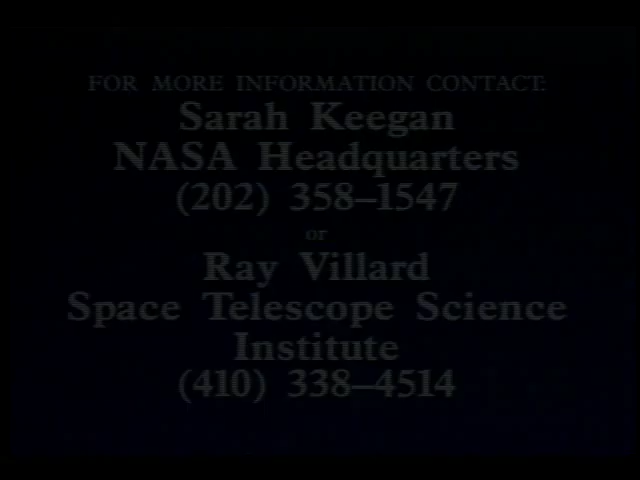 FOR MORE INFORMATION CONTACT:
Sarah Keegan
NASA Headquarters
(202) 358–1547
or
Ray Villard
Space Telescope Science
Institute
(410) 338–4514